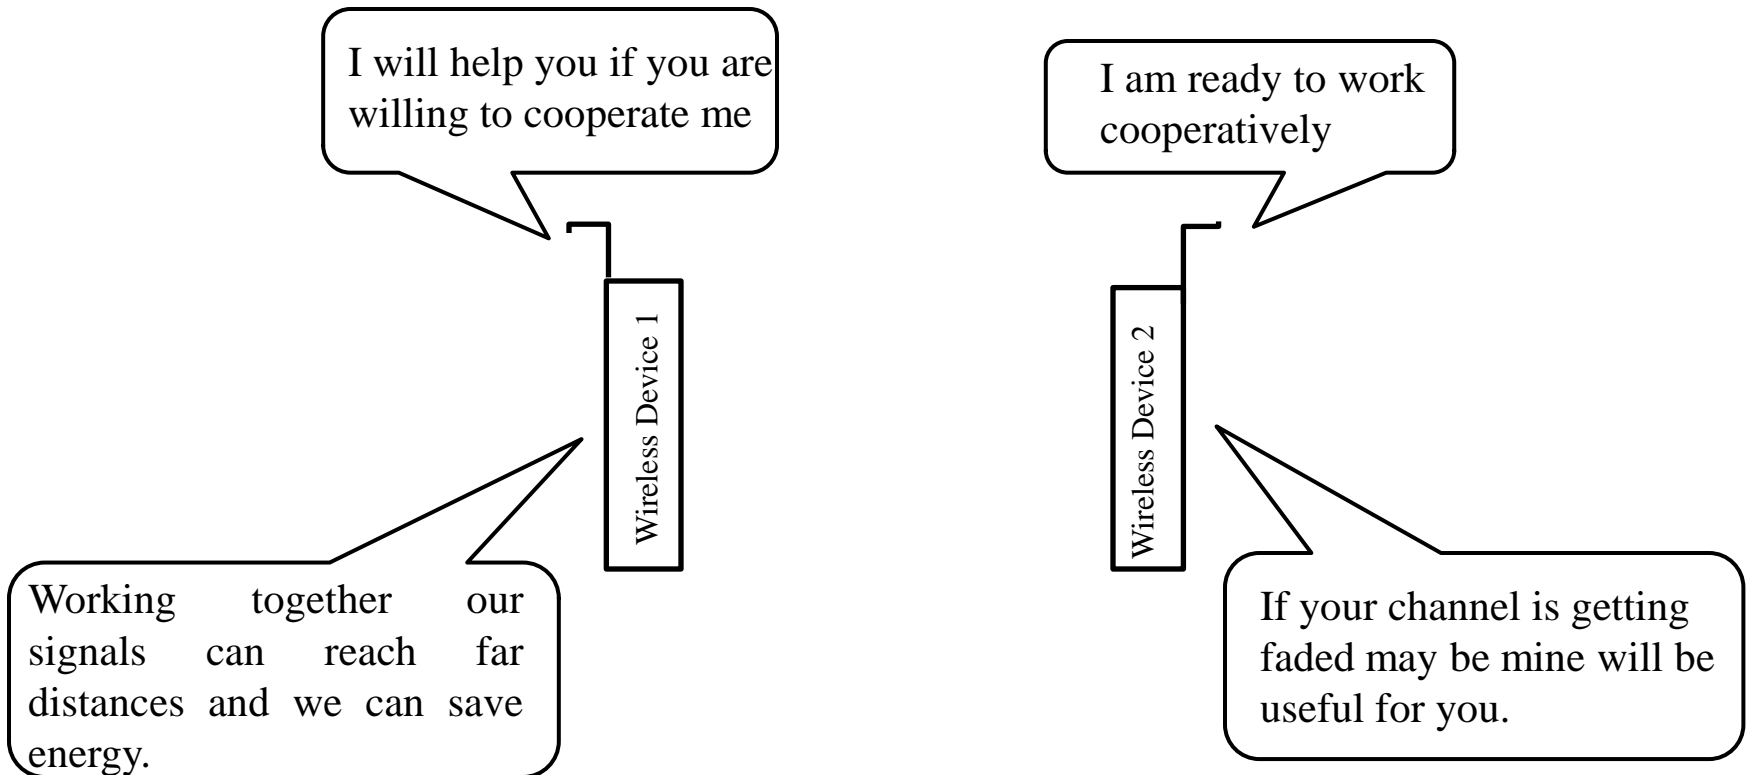 I will help you if you are
willing to cooperate me
I am ready to work
cooperatively
Wireless Device 1
Wireless Device 2
Working together our
signals can reach far
distances and we can save
energy.
If your channel is getting
faded may be mine will be
useful for you.